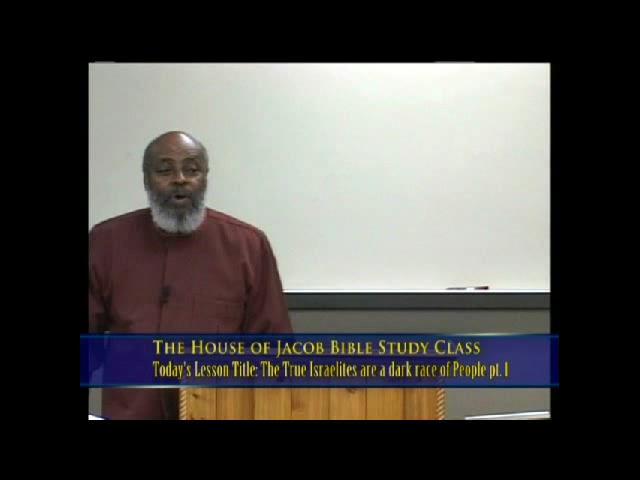 The House of Jacob Bible Study Class
Today's Lesson Title: The True Israelites are a dark race of People pt. 1